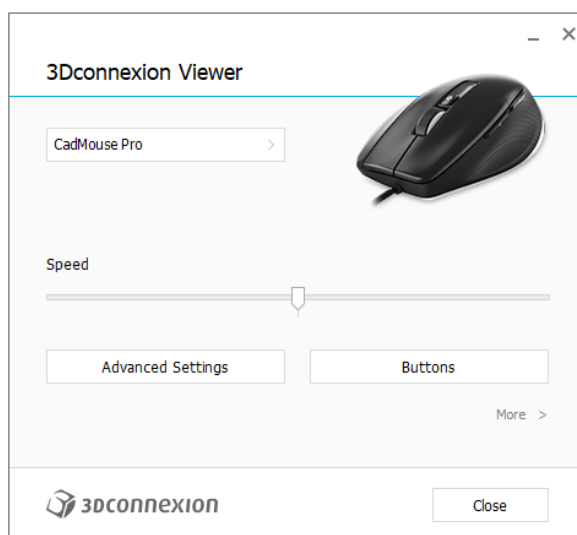 3Dconnexion Viewer
CadMouse Pro
Speed
Advanced Settings
Buttons
More >
3Dconnexion
Close